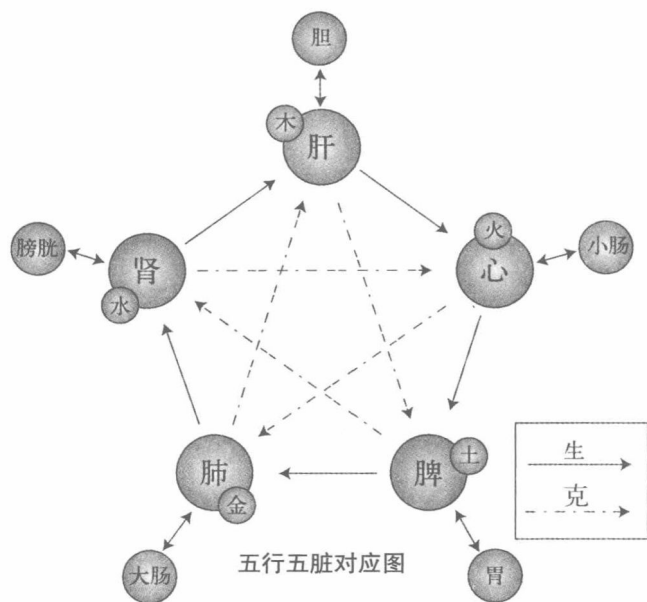 胆
木
肝
膀胱
肾
水
火
心
小肠
肺
金
脾
土
生
克
大肠
五行五脏对应图
胃